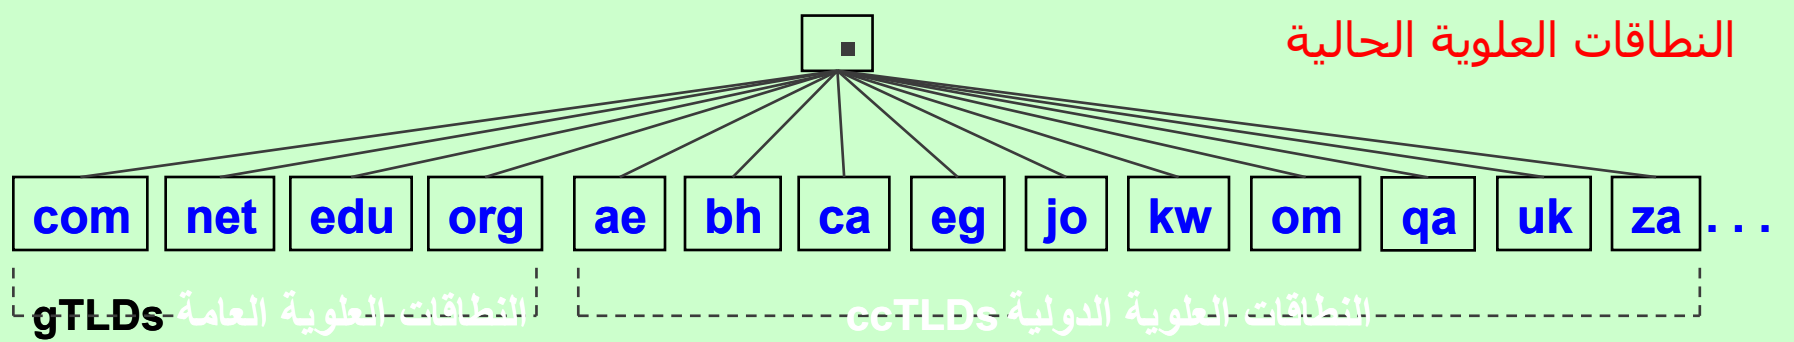 النطاقات العلوية الحالية
.
com net edu org ae bh ca eg jo kw om qa uk za . . .
النطاقات العلوية العامة gTLDs
النطاقات العلوية الدولية ccTLDs